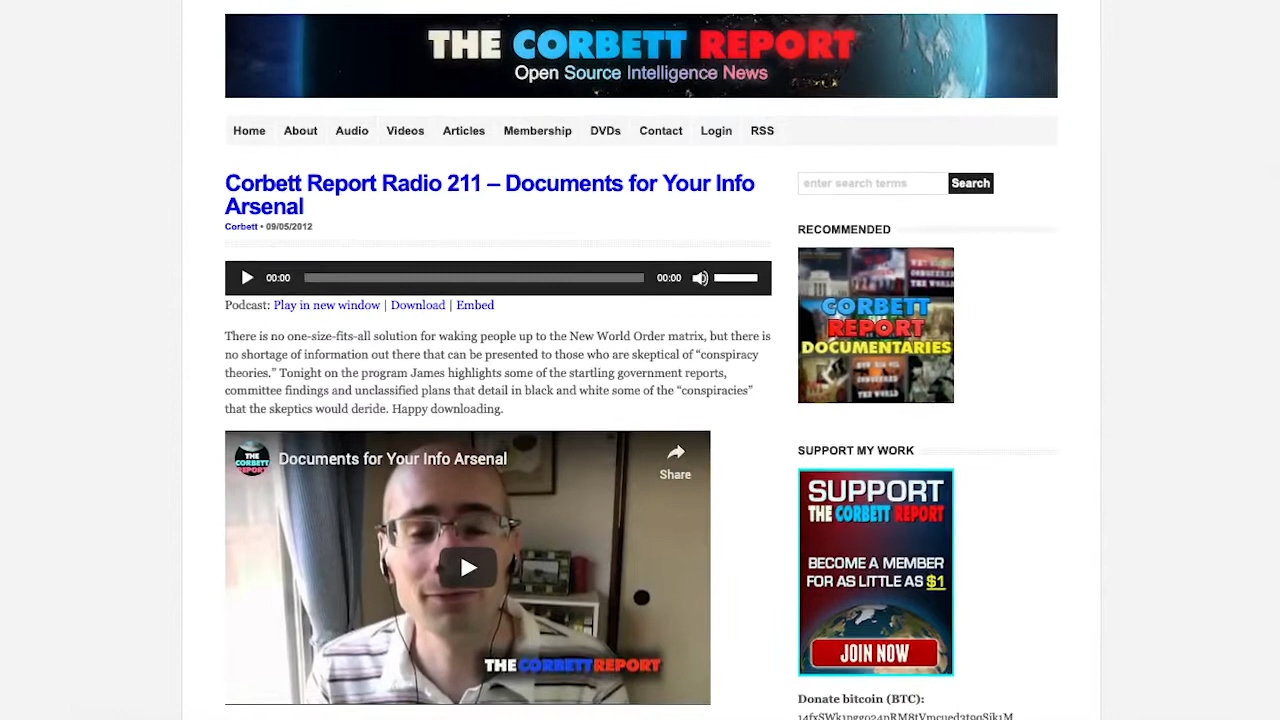 THE CORBETT REPORT
Open Source Intelligence News
Home About Audio Videos Articles Membership DVDs Contact Login RSS
Corbett Report Radio 211 – Documents for Your Info
Arsenal
Corbett • 09/05/2012
00:00 00:00
Podcast: Play in new window | Download | Embed
There is no one-size-fits-all solution for waking people up to the New World Order matrix, but there is
no shortage of information out there that can be presented to those who are skeptical of “conspiracy
theories.” Tonight on the program James highlights some of the startling government reports,
committee findings and unclassified plans that detail in black and white some of the “conspiracies”
that the skeptics would deride. Happy downloading.
THE
CORBETT
REPORT
Documents for Your Info Arsenal
Share
THE CORBETT REPORT
enter search terms Search
RECOMMENDED
CORBETT
REPORT
DOCUMENTARIES
SUPPORT MY WORK
SUPPORT
THE CORBETT REPORT
BECOME A MEMBER
FOR AS LITTLE AS $1
JOIN NOW
Donate bitcoin (BTC):